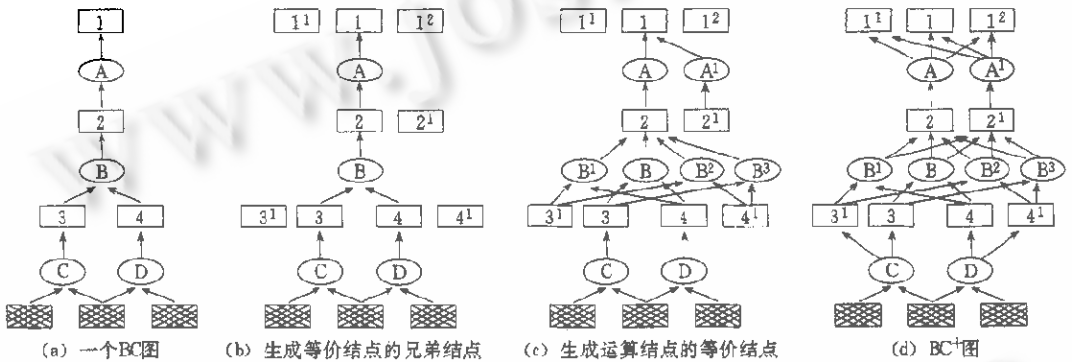 1
A
2
B
3 4
C D
(a) 一个BC图
1¹ 1 1²
A
2 2¹
B
3¹ 3 4 4¹
C D
(b) 生成等价结点的兄弟结点
1¹ 1 1²
A A¹
2 2¹
B¹ B B² B³
3¹ 3 4 4¹
C D
(c) 生成运算结点的等价结点
1¹ 1 1²
A A¹
2 2¹
B¹ B B² B³
3¹ 3 4 4¹
C D
(d) BC⁺图
www.jo